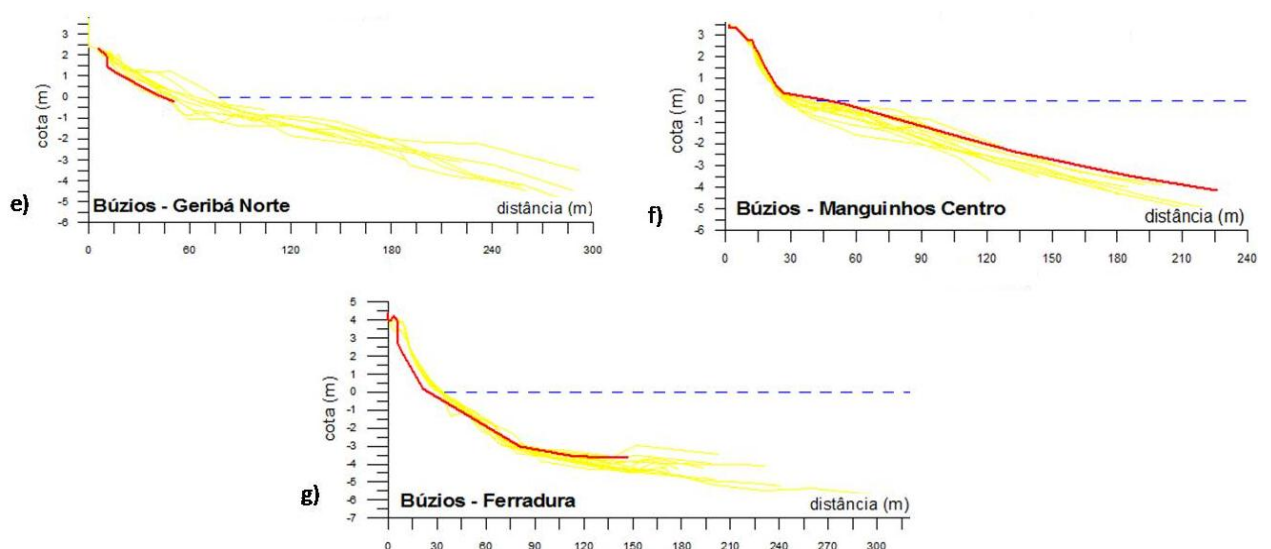 3
2
1
0
-1
-2
-3
-4
-5
-6
cota (m)
e)
Búzios - Geribá Norte
distância (m)
0 60 120 180 240 300
3
2
1
0
-1
-2
-3
-4
-5
-6
cota (m)
f)
Búzios - Manguinhos Centro
distância (m)
0 30 60 90 120 150 180 210 240
5
4
3
2
1
0
-1
-2
-3
-4
-5
-6
-7
cota (m)
g)
Búzios - Ferradura
distância (m)
0 30 60 90 120 150 180 210 240 270 300